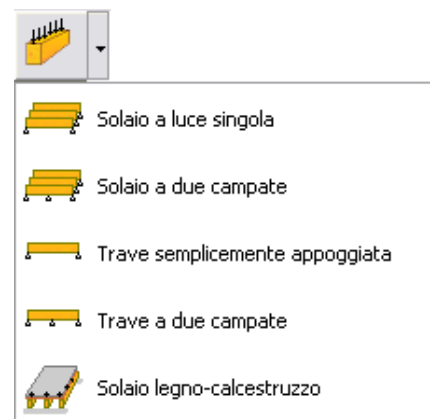 Solaio a luce singola
Solaio a due campate
Trave semplicemente appoggiata
Trave a due campate
Solaio legno-calcestruzzo